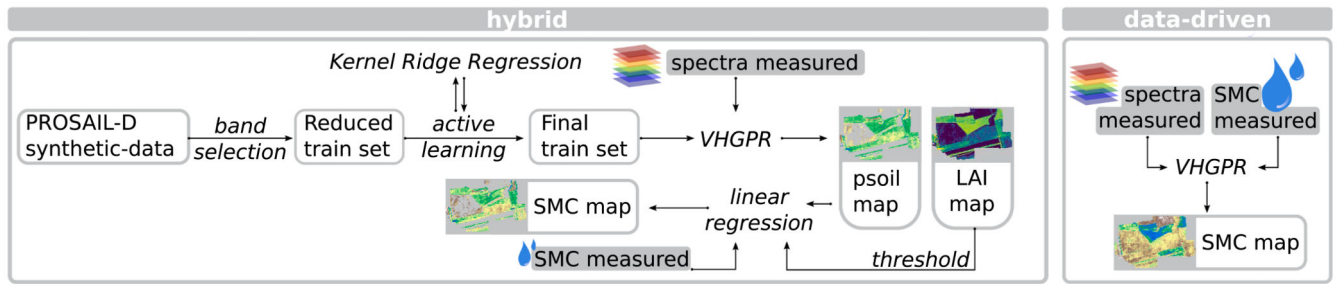 hybrid
Kernel Ridge Regression
spectra measured
PROSAIL-D
synthetic-data
band
selection
Reduced
train set
active
learning
Final
train set
VHGPR
psoil
map
LAI
map
linear
regression
SMC map
SMC measured
threshold
data-driven
spectra
measured
SMC
measured
VHGPR
SMC map